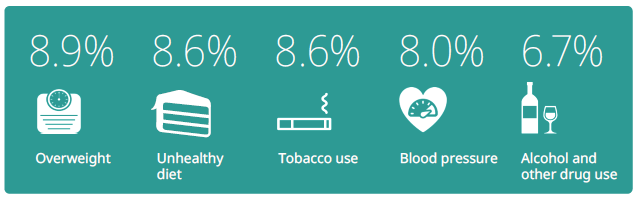 8.9% 8.6% 8.6% 8.0% 6.7%
Overweight
Unhealthy
diet
Tobacco use
Blood pressure
Alcohol and
other drug use